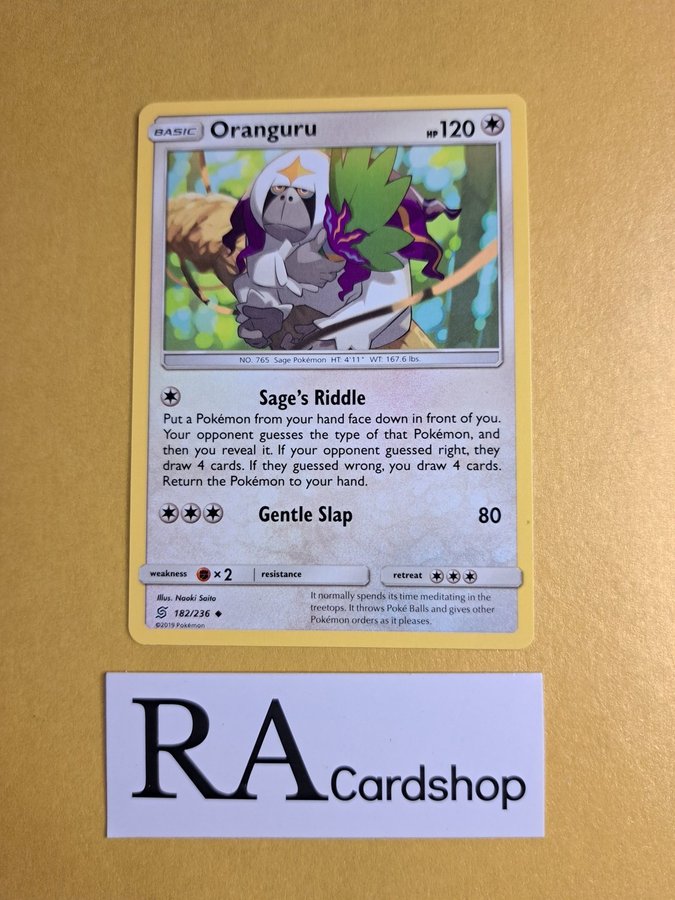 BASIC Oranguru HP 120
NO. 765 Sage Pokémon HT: 4'11" WT: 167.6 lbs.
Sage's Riddle
Put a Pokémon from your hand face down in front of you.
Your opponent guesses the type of that Pokémon, and
then you reveal it. If your opponent guessed right, they
draw 4 cards. If they guessed wrong, you draw 4 cards.
Return the Pokémon to your hand.
Gentle Slap 80
weakness ×2 resistance retreat
Illus. Naoki Saito
182/236
©2019 Pokémon
It normally spends its time meditating in the
treetops. It throws Poké Balls and gives other
Pokémon orders as it pleases.
RA Cardshop